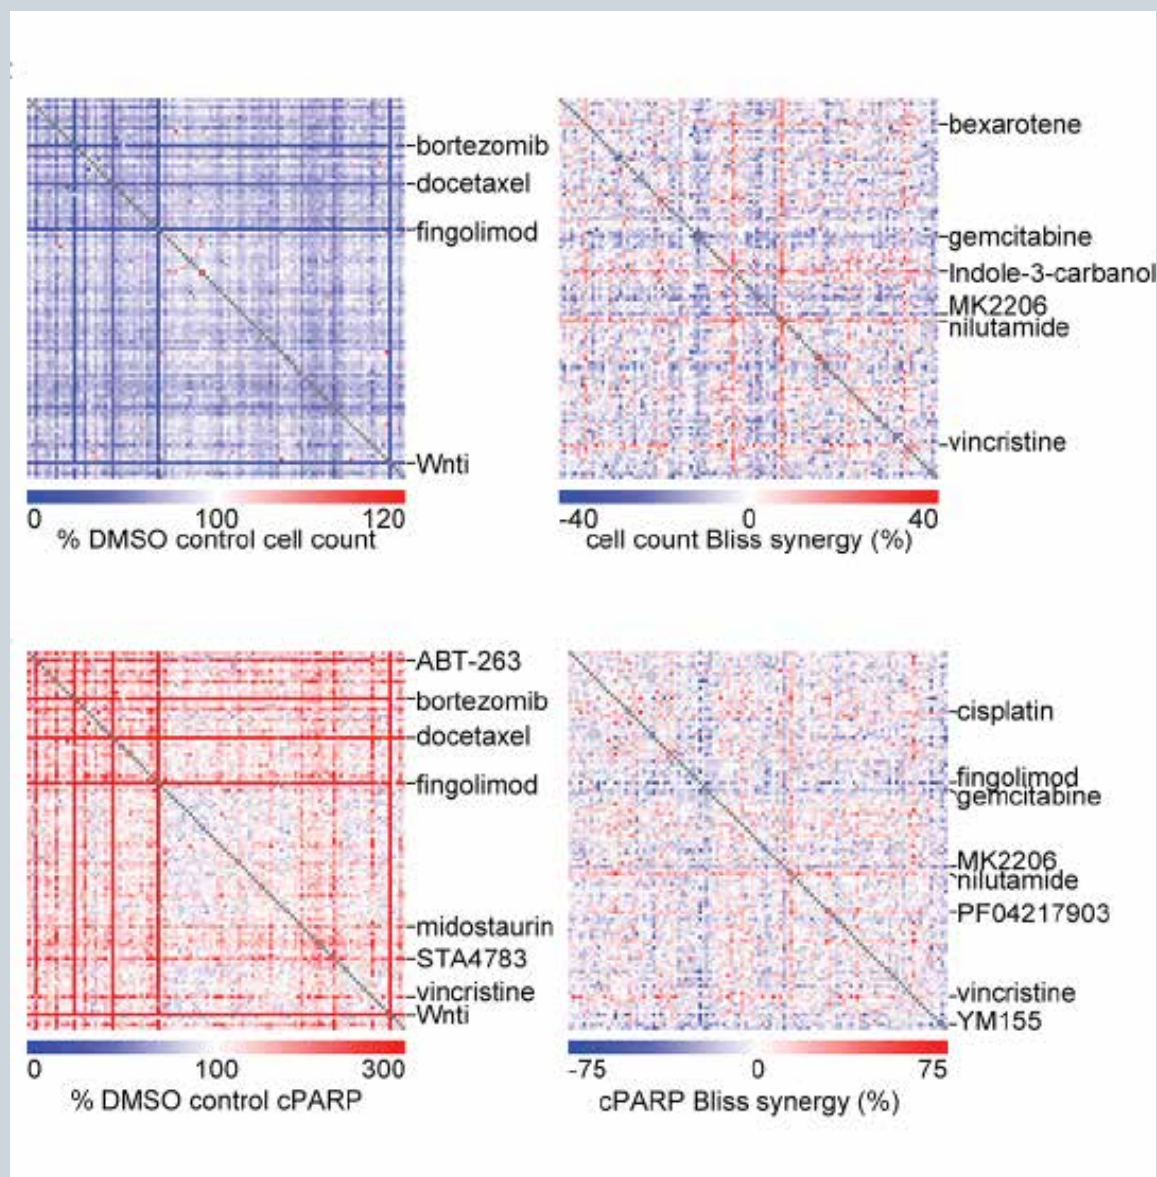 bortezomib
docetaxel
fingolimod
Wnti
0 100 120
% DMSO control cell count
bexarotene
gemcitabine
Indole-3-carbanol
MK2206
nilutamide
vincristine
-40 0 40
cell count Bliss synergy (%)
ABT-263
bortezomib
docetaxel
fingolimod
midostaurin
STA4783
vincristine
Wnti
0 100 300
% DMSO control cPARP
cisplatin
fingolimod
gemcitabine
MK2206
nilutamide
PF04217903
vincristine
YM155
-75 0 75
cPARP Bliss synergy (%)